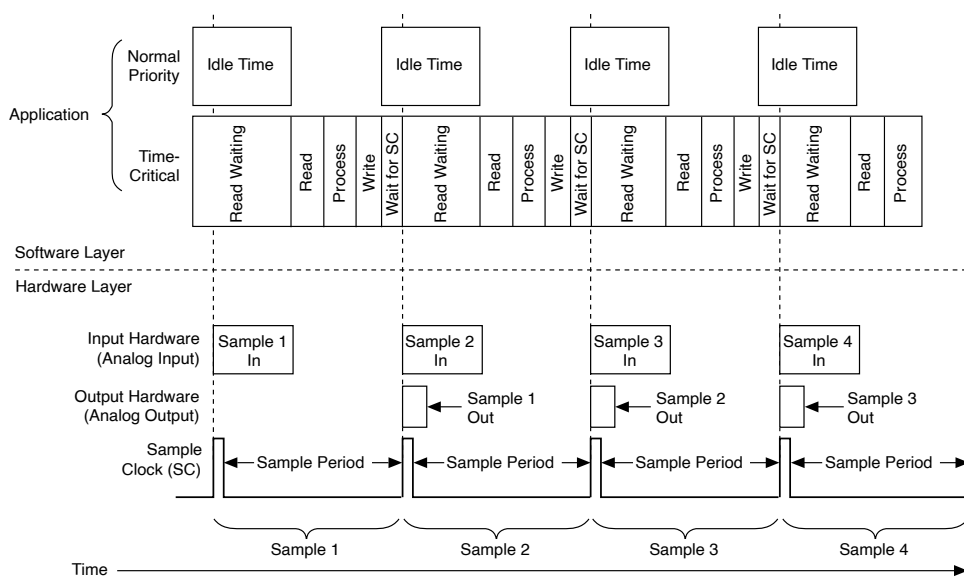 Normal
Priority
Idle Time
Idle Time
Idle Time
Idle Time
Application
Time-
Critical
Read Waiting
Read
Process
Write
Wait for SC
Read Waiting
Read
Process
Write
Wait for SC
Read Waiting
Read
Process
Write
Wait for SC
Read Waiting
Read
Process
Software Layer
Hardware Layer
Input Hardware
(Analog Input)
Sample 1
In
Sample 2
In
Sample 3
In
Sample 4
In
Output Hardware
(Analog Output)
Sample 1
Out
Sample 2
Out
Sample 3
Out
Sample
Clock (SC)
Sample Period
Sample Period
Sample Period
Sample Period
Sample 1
Sample 2
Sample 3
Sample 4
Time